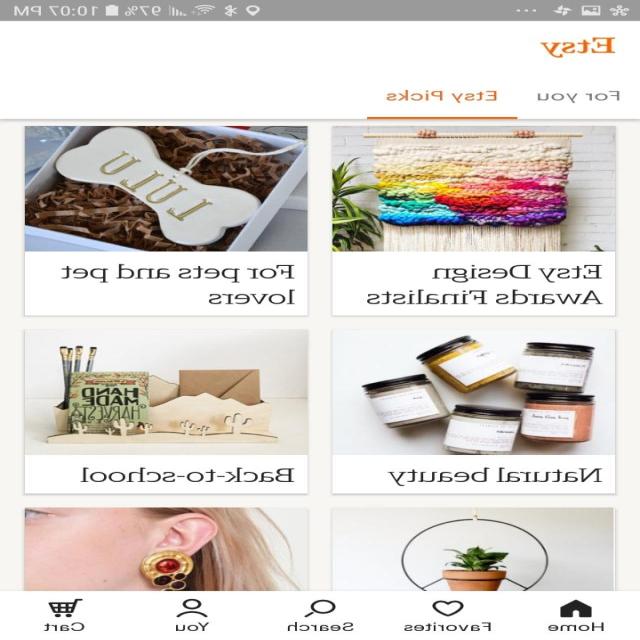 97% 10:07 PM
Etsy
For you
Etsy Picks
LULU
Etsy Design
Awards Finalists
For pets and pet
lovers
HAND
MADE
HARVEST
Natural beauty
Back-to-school
Home
Favorites
Search
You
Cart